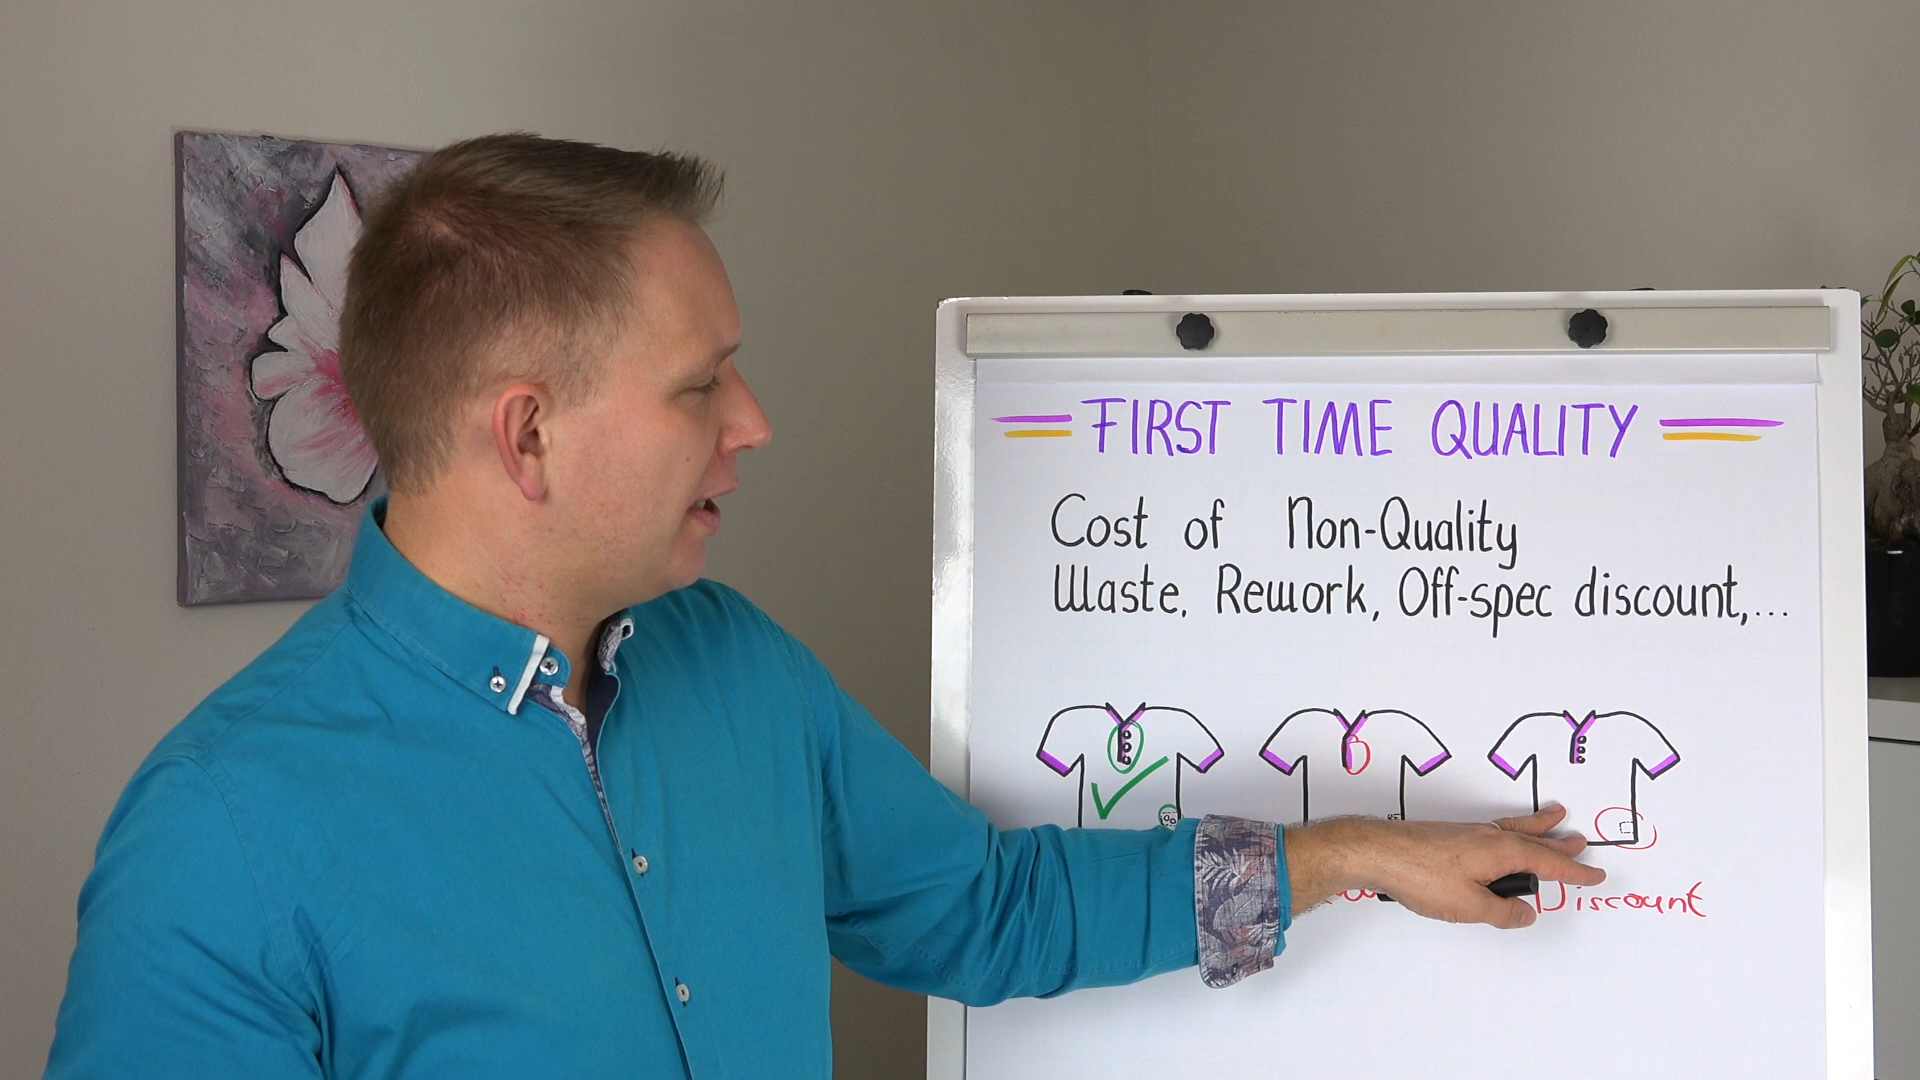 FIRST TIME QUALITY
Cost of Non-Quality
Waste, Rework, Off-spec discount,...
Discount